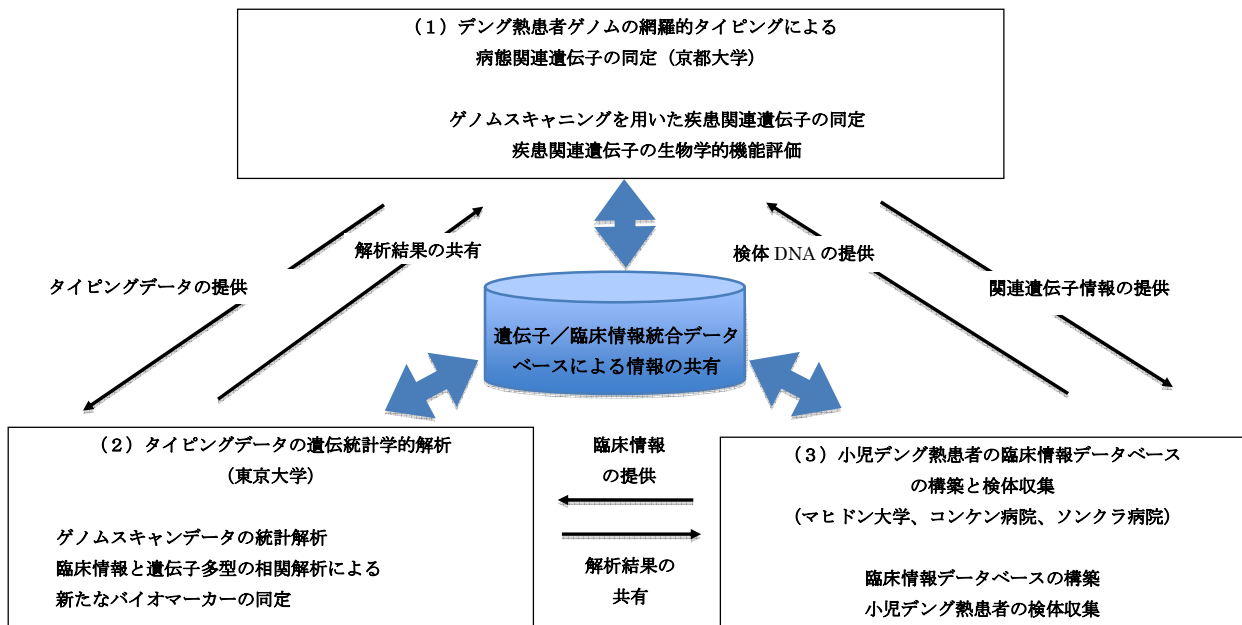 （１）デング熱患者ゲノムの網羅的タイピングによる
病態関連遺伝子の同定（京都大学）
ゲノムスキャニングを用いた疾患関連遺伝子の同定
疾患関連遺伝子の生物学的機能評価
解析結果の共有
検体 DNA の提供
タイピングデータの提供
関連遺伝子情報の提供
遺伝子／臨床情報統合データ
ベースによる情報の共有
（２）タイピングデータの遺伝統計学的解析
（東京大学）
ゲノムスキャンデータの統計解析
臨床情報と遺伝子多型の相関解析による
新たなバイオマーカーの同定
臨床情報
の提供
解析結果の
共有
（３）小児デング熱患者の臨床情報データベース
の構築と検体収集
（マヒドン大学、コンケン病院、ソンクラ病院）
臨床情報データベースの構築
小児デング熱患者の検体収集